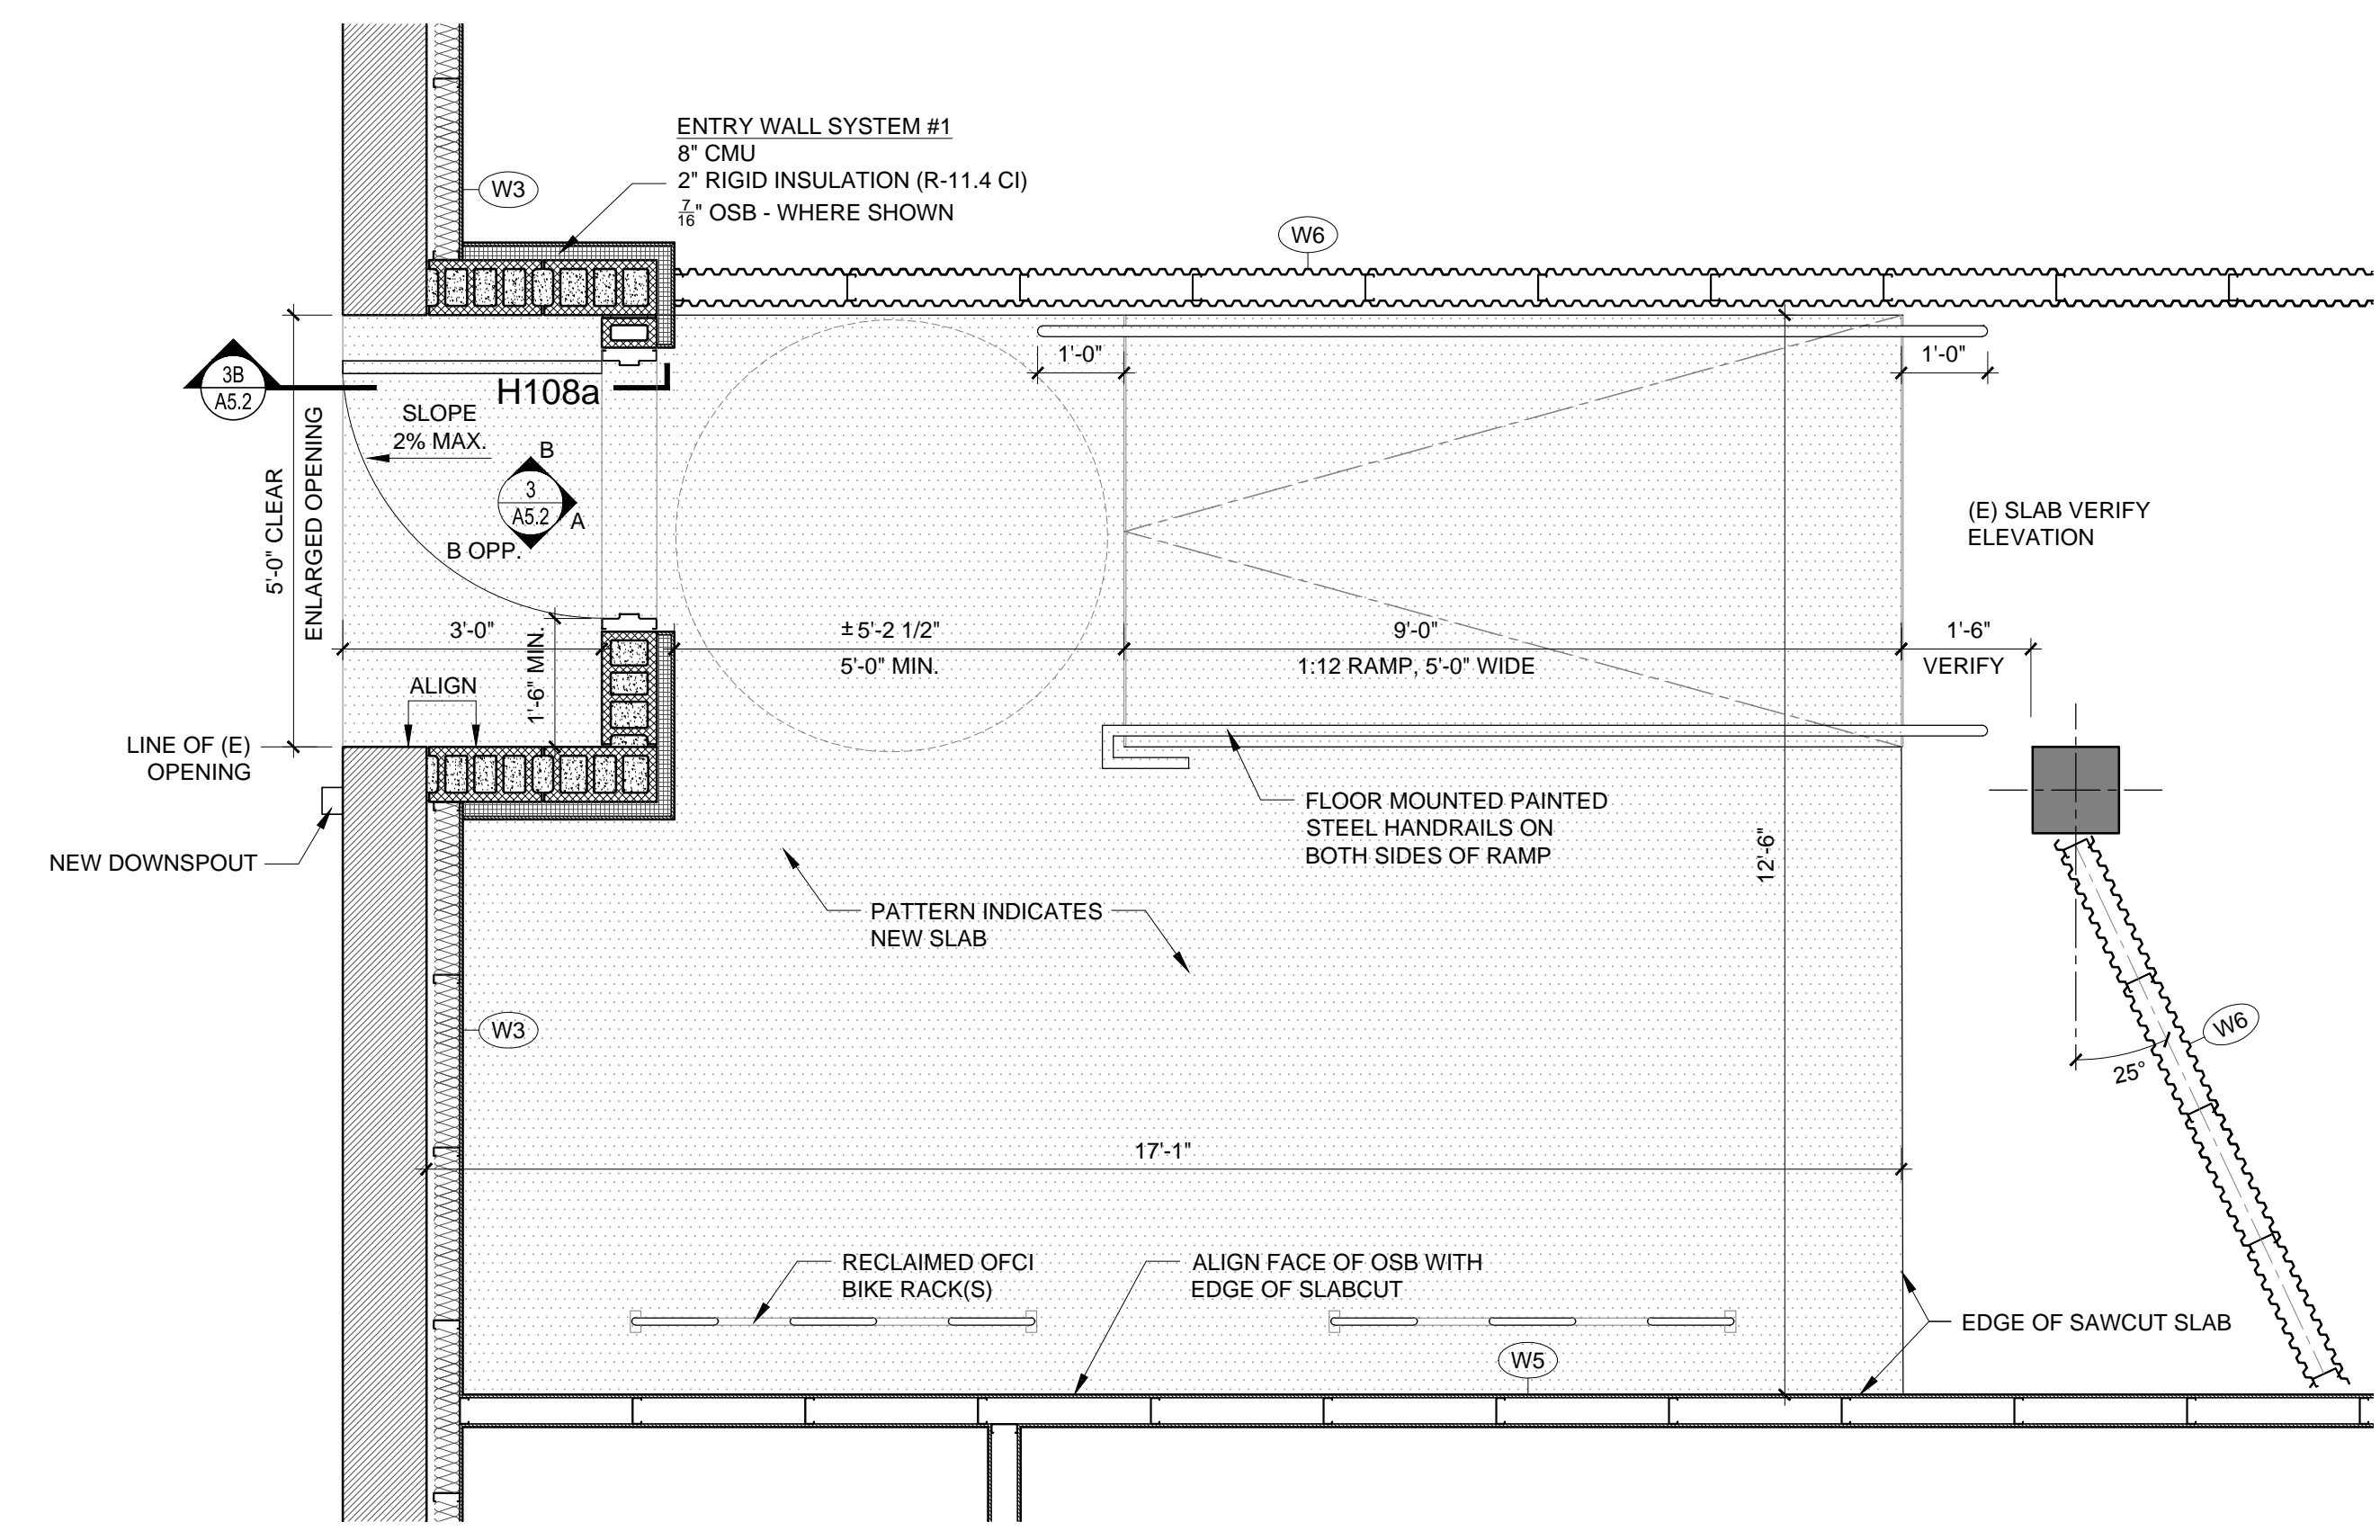 ENTRY WALL SYSTEM #1
8" CMU
2" RIGID INSULATION (R-11.4 CI)
7/16" OSB - WHERE SHOWN
W3
W6
1'-0"
1'-0"
3B
A5.2
H108a
SLOPE
2% MAX.
5'-0" CLEAR
ENLARGED OPENING
B
3
A5.2
A
B OPP.
(E) SLAB VERIFY
ELEVATION
3'-0"
1'-6" MIN.
±5'-2 1/2"
5'-0" MIN.
9'-0"
1:12 RAMP, 5'-0" WIDE
1'-6"
VERIFY
ALIGN
LINE OF (E)
OPENING
NEW DOWNSPOUT
FLOOR MOUNTED PAINTED
STEEL HANDRAILS ON
BOTH SIDES OF RAMP
12'-6"
PATTERN INDICATES
NEW SLAB
W3
W6
25°
17'-1"
RECLAIMED OFCI
BIKE RACK(S)
ALIGN FACE OF OSB WITH
EDGE OF SLABCUT
EDGE OF SAWCUT SLAB
W5